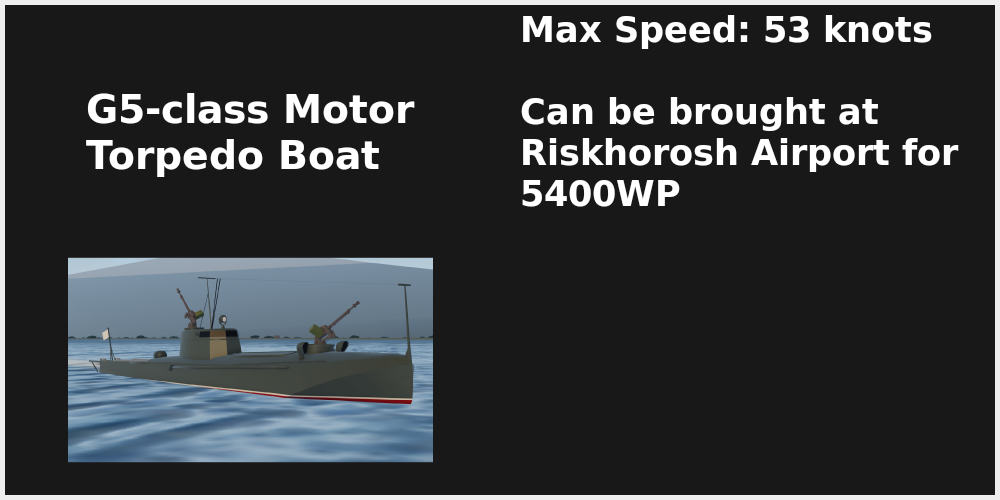 G5-class Motor
Torpedo Boat
Max Speed: 53 knots
Can be brought at
Riskhorosh Airport for
5400WP